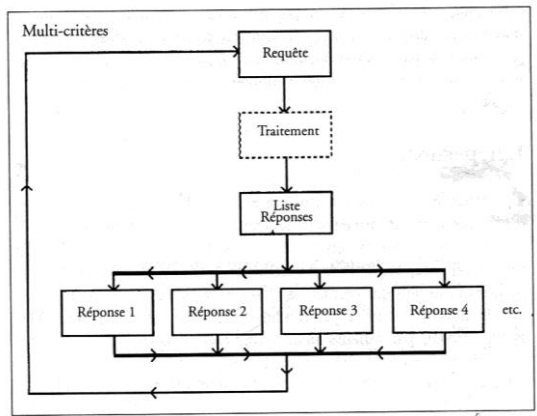 Multi-critères
Requête
Traitement
Liste
Réponses
Réponse 1
Réponse 2
Réponse 3
Réponse 4
etc.